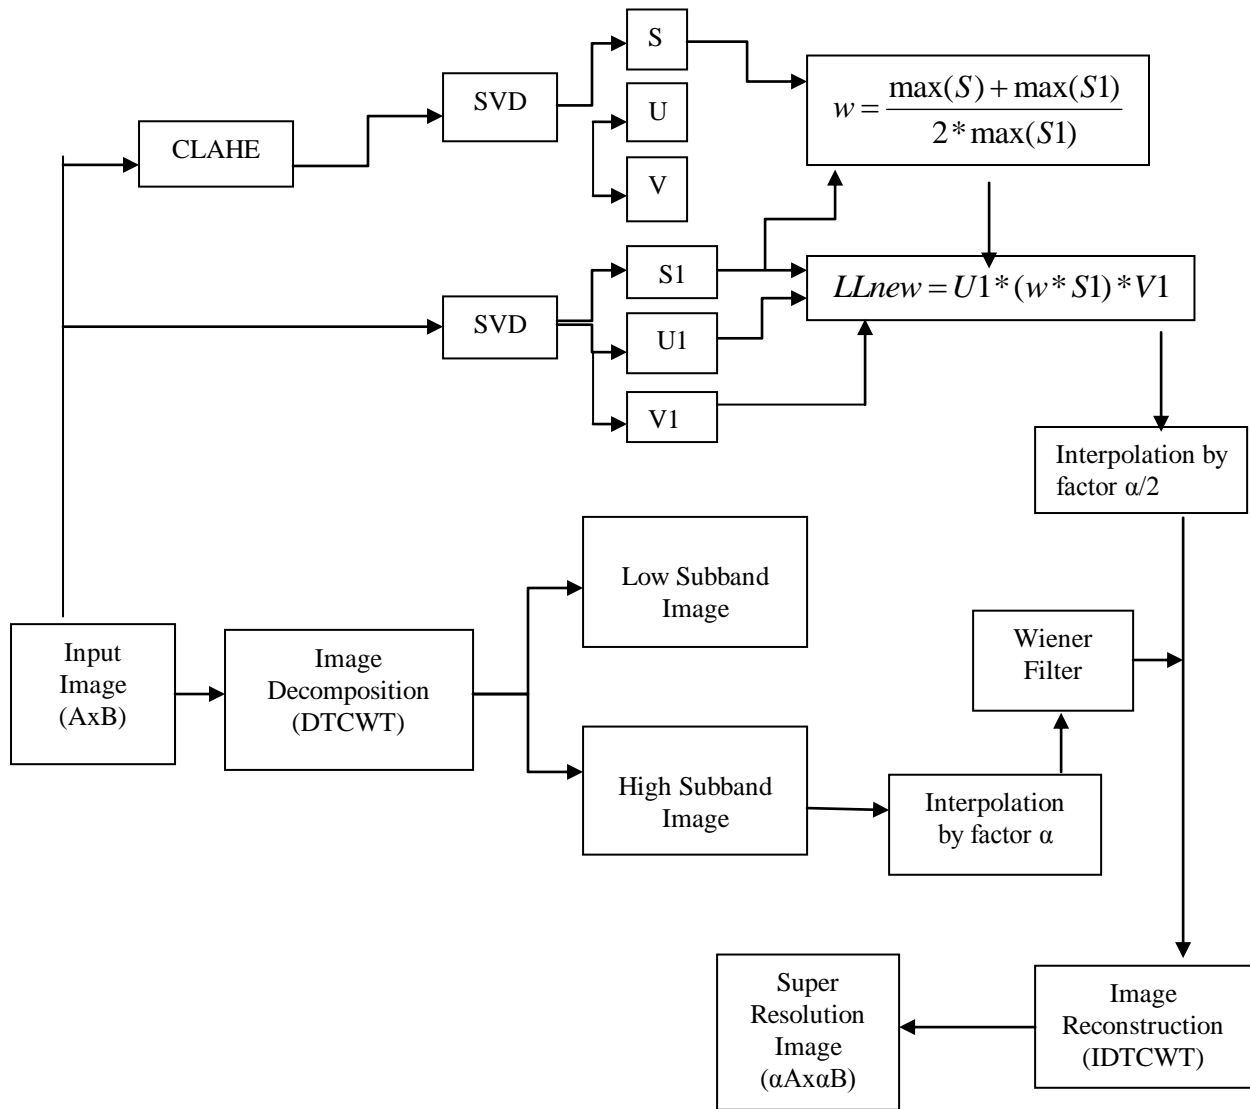 S
SVD
U
CLAHE
V
w = \frac{max(S) + max(S1)}{2 * max(S1)}
S1
SVD
U1
V1
LLnew = U1 * (w * S1) * V1
Interpolation by
factor α/2
Low Subband
Image
Input
Image
(AxB)
Image
Decomposition
(DTCWT)
Wiener
Filter
High Subband
Image
Interpolation
by factor α
Super
Resolution
Image
(αAxαB)
Image
Reconstruction
(IDTCWT)